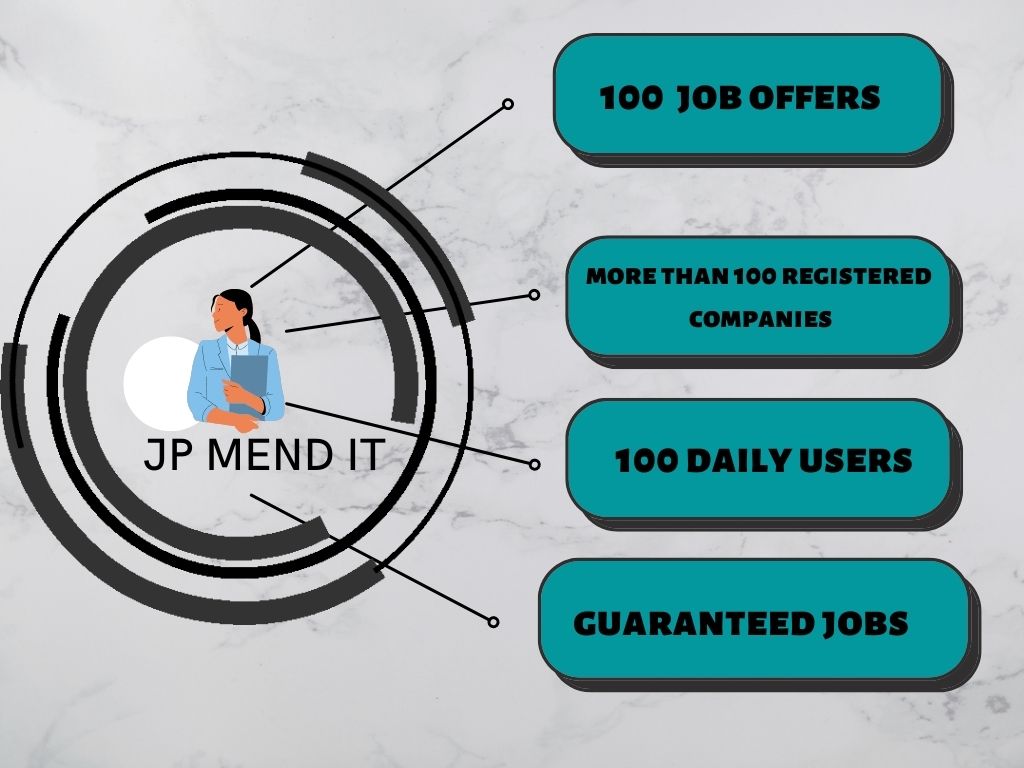 100 JOB OFFERS
MORE THAN 100 REGISTERED
COMPANIES
JP MEND IT
100 DAILY USERS
GUARANTEED JOBS